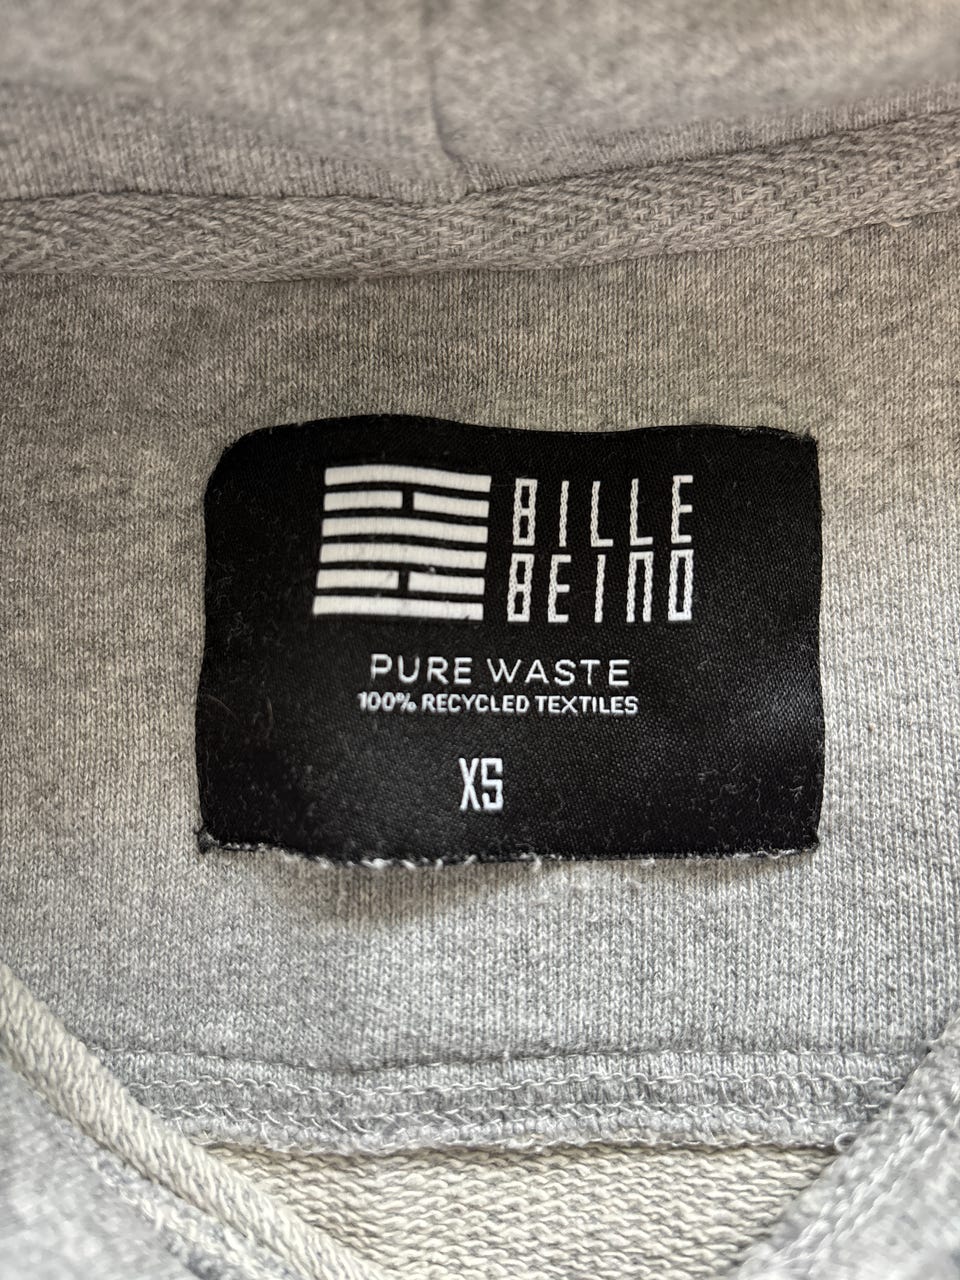 BILLE
BEINO
PURE WASTE
100% RECYCLED TEXTILES
XS